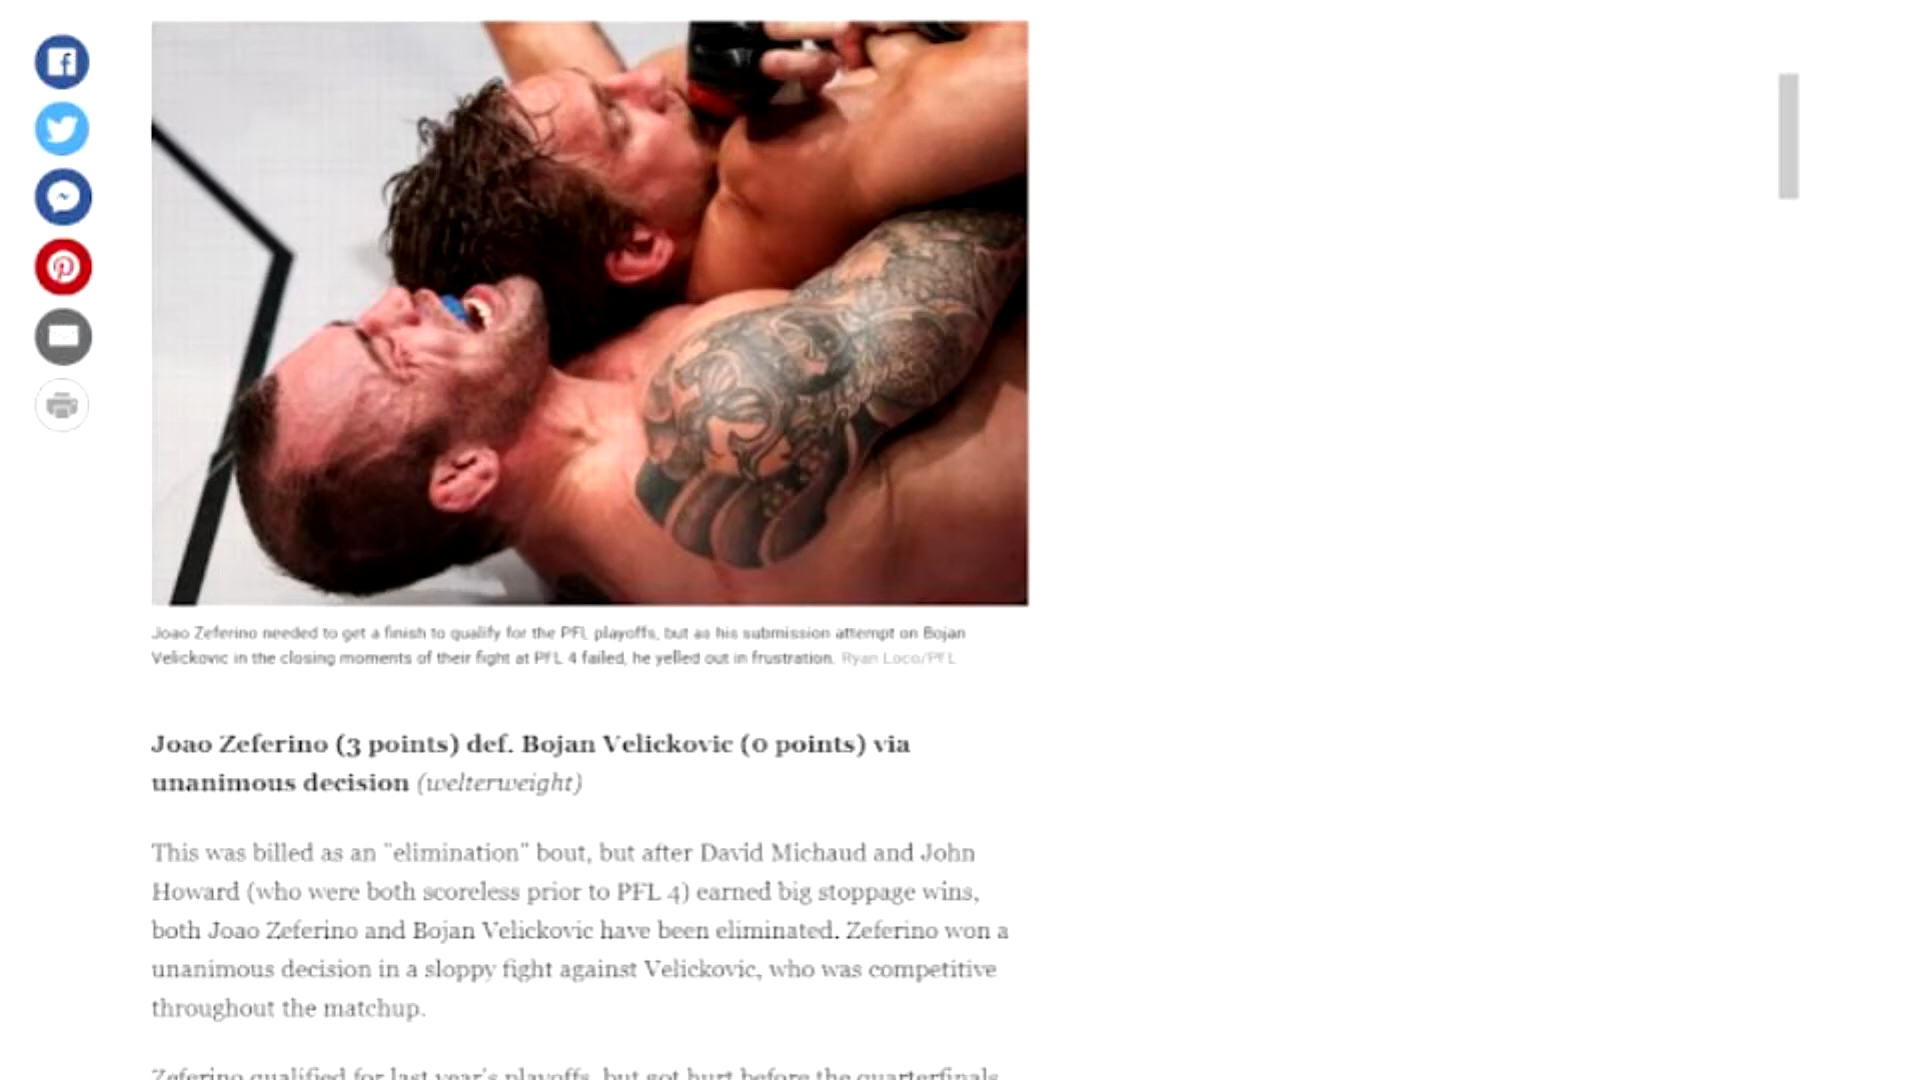 Joao Zeferino needed to get a finish to qualify for the PFL playoffs, but as his submission attempt on Bojan
Velickovic in the closing moments of their fight at PFL 4 failed, he yelled out in frustration. Ryan Loco/PFL
Joao Zeferino (3 points) def. Bojan Velickovic (0 points) via
unanimous decision (welterweight)
This was billed as an "elimination" bout, but after David Michaud and John
Howard (who were both scoreless prior to PFL 4) earned big stoppage wins,
both Joao Zeferino and Bojan Velickovic have been eliminated. Zeferino won a
unanimous decision in a sloppy fight against Velickovic, who was competitive
throughout the matchup.
Zeferino qualified for last year's playoffs, but got hurt before the quarterfinals